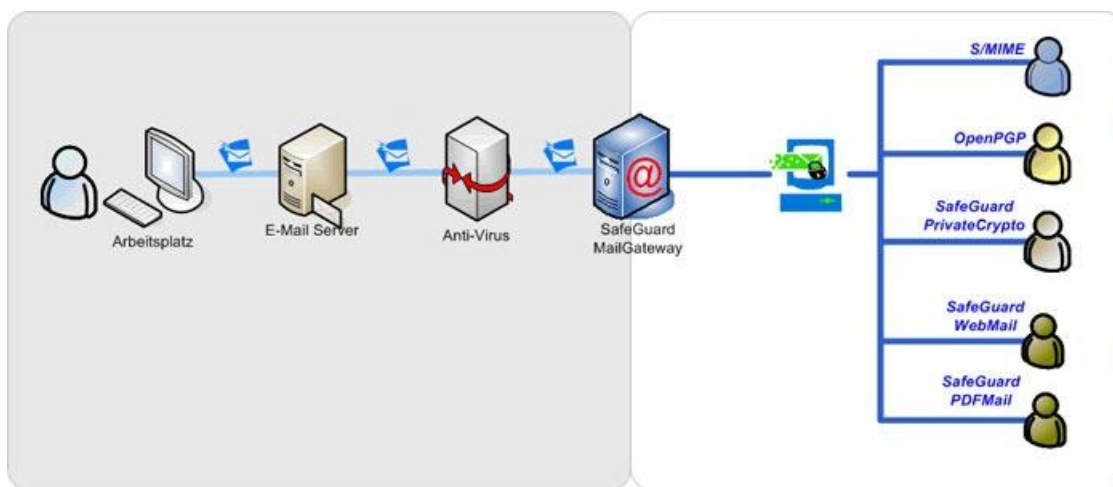 Arbeitsplatz
E-Mail Server
Anti-Virus
SafeGuard
MailGateway
@
S/MIME
OpenPGP
SafeGuard
PrivateCrypto
SafeGuard
WebMail
SafeGuard
PDFMail